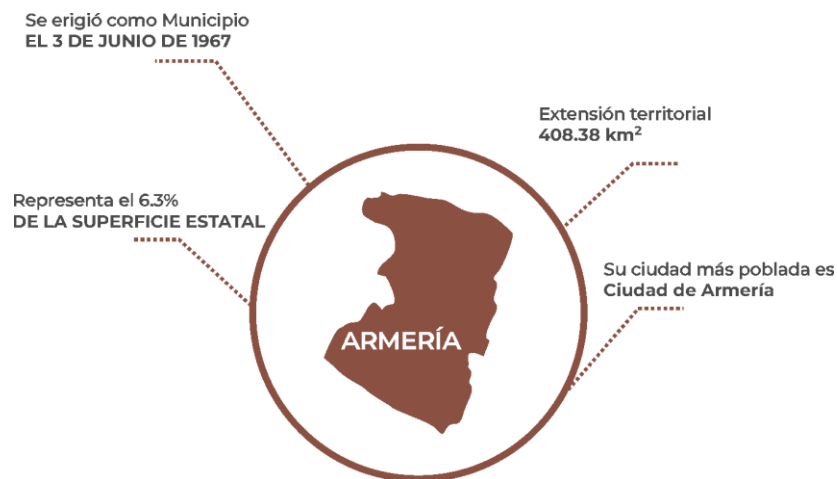 Se erigió como Municipio
EL 3 DE JUNIO DE 1967
Extensión territorial
408.38 km²
Representa el 6.3%
DE LA SUPERFICIE ESTATAL
Su ciudad más poblada es
Ciudad de Armería
ARMERÍA